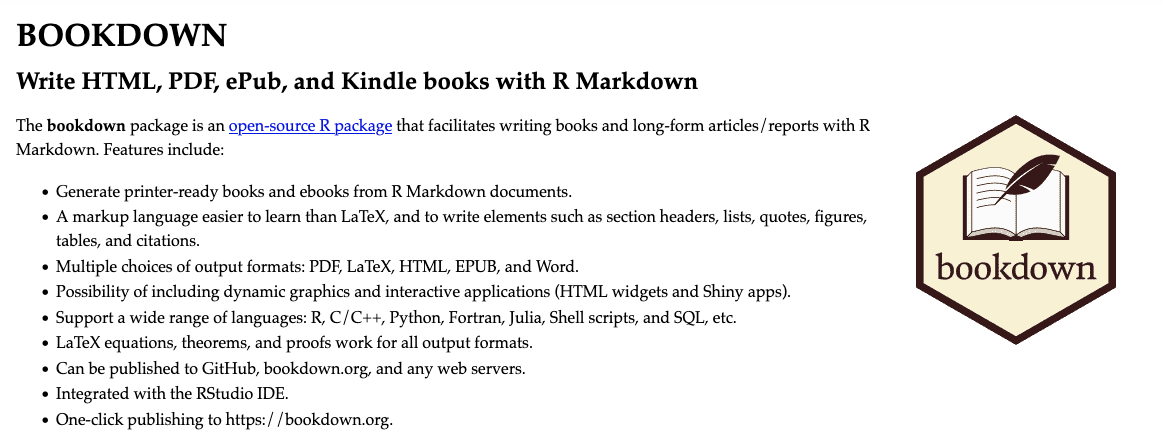 BOOKDOWN
Write HTML, PDF, ePub, and Kindle books with R Markdown
The bookdown package is an open-source R package that facilitates writing books and long-form articles/reports with R
Markdown. Features include:
• Generate printer-ready books and ebooks from R Markdown documents.
• A markup language easier to learn than LaTeX, and to write elements such as section headers, lists, quotes, figures,
tables, and citations.
• Multiple choices of output formats: PDF, LaTeX, HTML, EPUB, and Word.
• Possibility of including dynamic graphics and interactive applications (HTML widgets and Shiny apps).
• Support a wide range of languages: R, C/C++, Python, Fortran, Julia, Shell scripts, and SQL, etc.
• LaTeX equations, theorems, and proofs work for all output formats.
• Can be published to GitHub, bookdown.org, and any web servers.
• Integrated with the RStudio IDE.
• One-click publishing to https://bookdown.org.
bookdown